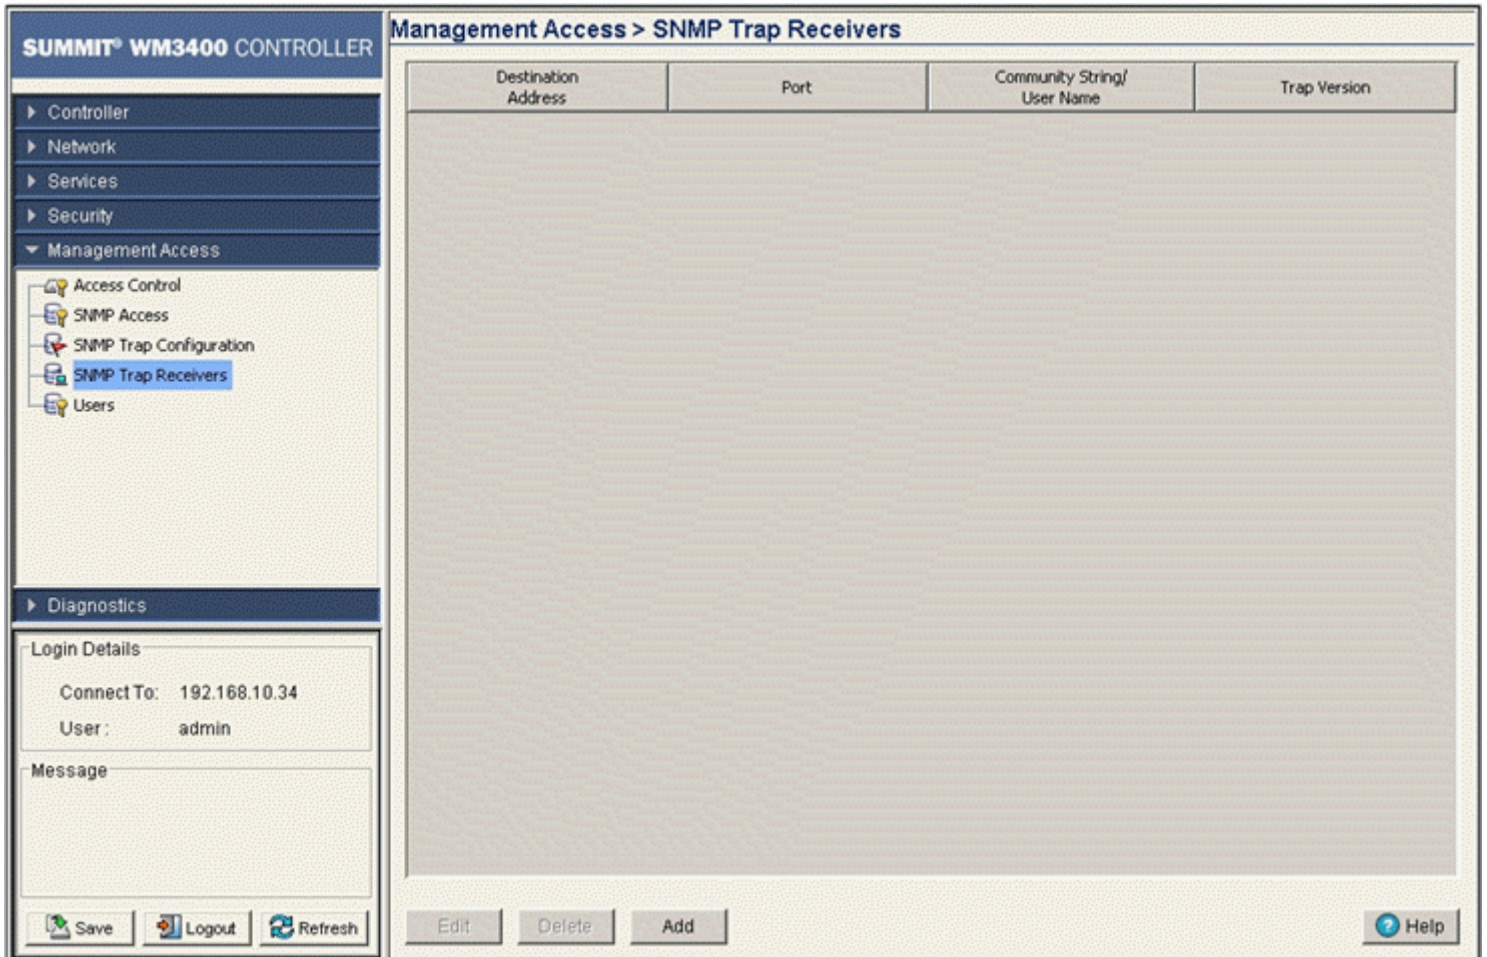 SUMMIT® WM3400 CONTROLLER
Controller
Network
Services
Security
Management Access
Access Control
SNMP Access
SNMP Trap Configuration
SNMP Trap Receivers
Users
Diagnostics
Login Details
Connect To: 192.168.10.34
User : admin
Message
Save Logout Refresh
Management Access > SNMP Trap Receivers
Destination
Address
Port
Community String/
User Name
Trap Version
Edit Delete Add Help